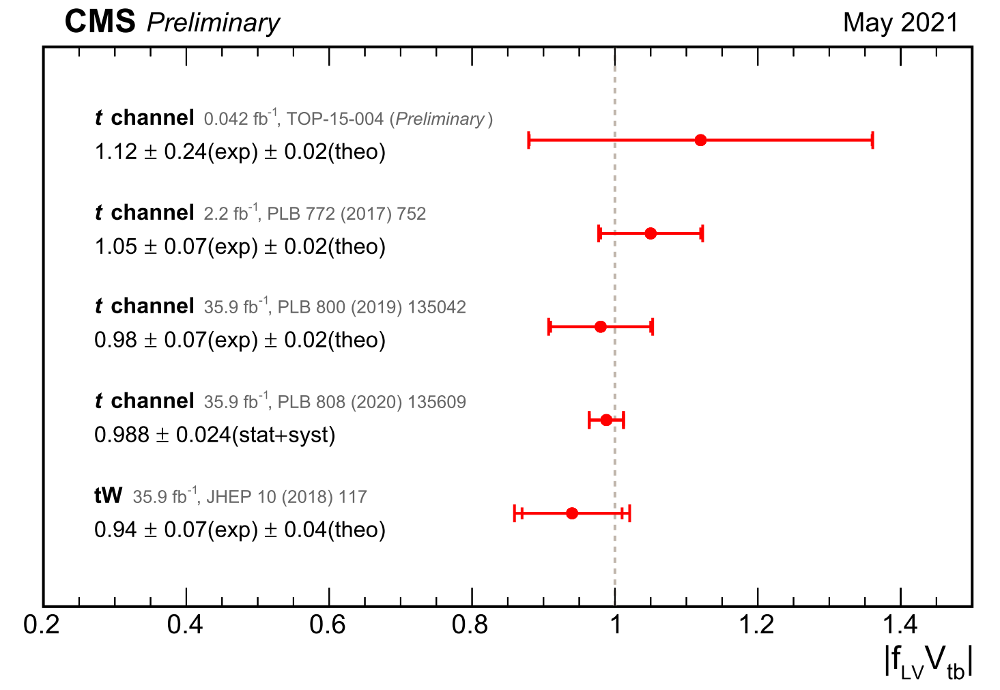 CMS Preliminary May 2021
t channel 0.042 fb-1, TOP-15-004 (Preliminary)
1.12 ± 0.24(exp) ± 0.02(theo)
t channel 2.2 fb-1, PLB 772 (2017) 752
1.05 ± 0.07(exp) ± 0.02(theo)
t channel 35.9 fb-1, PLB 800 (2019) 135042
0.98 ± 0.07(exp) ± 0.02(theo)
t channel 35.9 fb-1, PLB 808 (2020) 135609
0.988 ± 0.024(stat+syst)
tW 35.9 fb-1, JHEP 10 (2018) 117
0.94 ± 0.07(exp) ± 0.04(theo)
0.2 0.4 0.6 0.8 1 1.2 1.4
|fLVVtb|